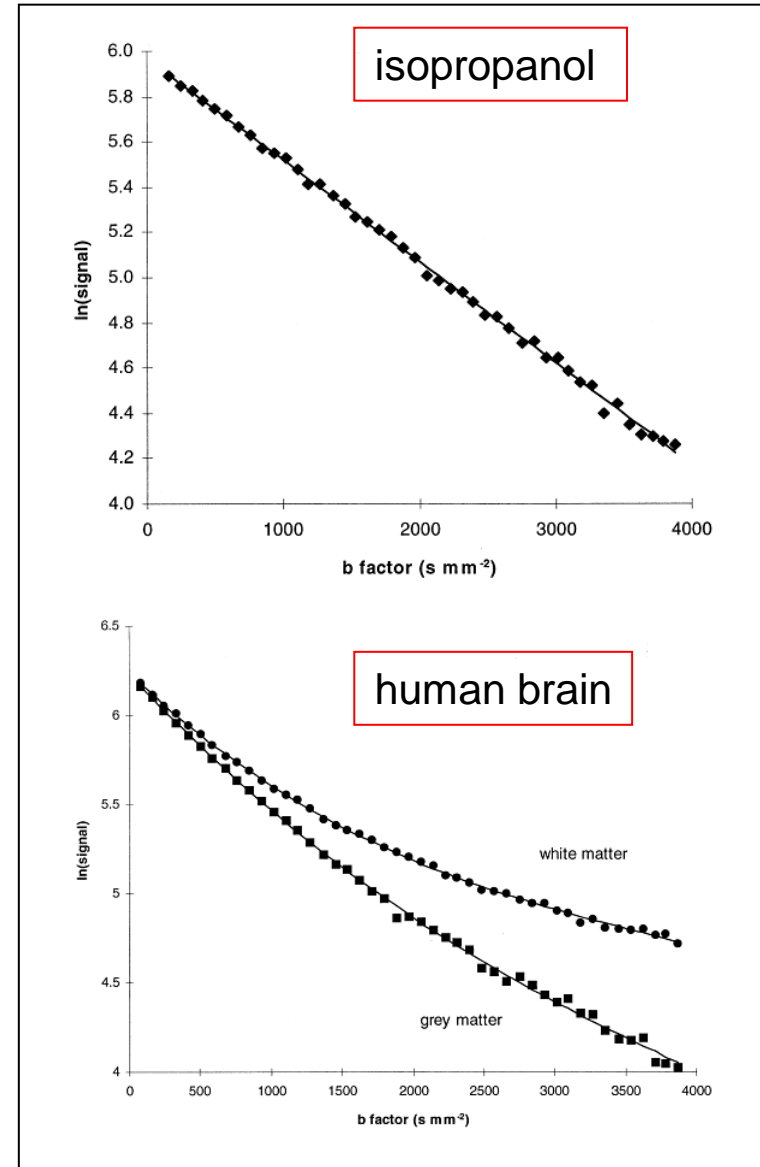 isopropanol
6.0
5.8
5.6
5.4
5.2
5.0
4.8
4.6
4.4
4.2
4.0
ln(signal)
0 1000 2000 3000 4000
b factor (s mm⁻²)
human brain
6.5
6
5.5
5
4.5
4
ln(signal)
white matter
grey matter
0 500 1000 1500 2000 2500 3000 3500 4000
b factor (s mm⁻²)